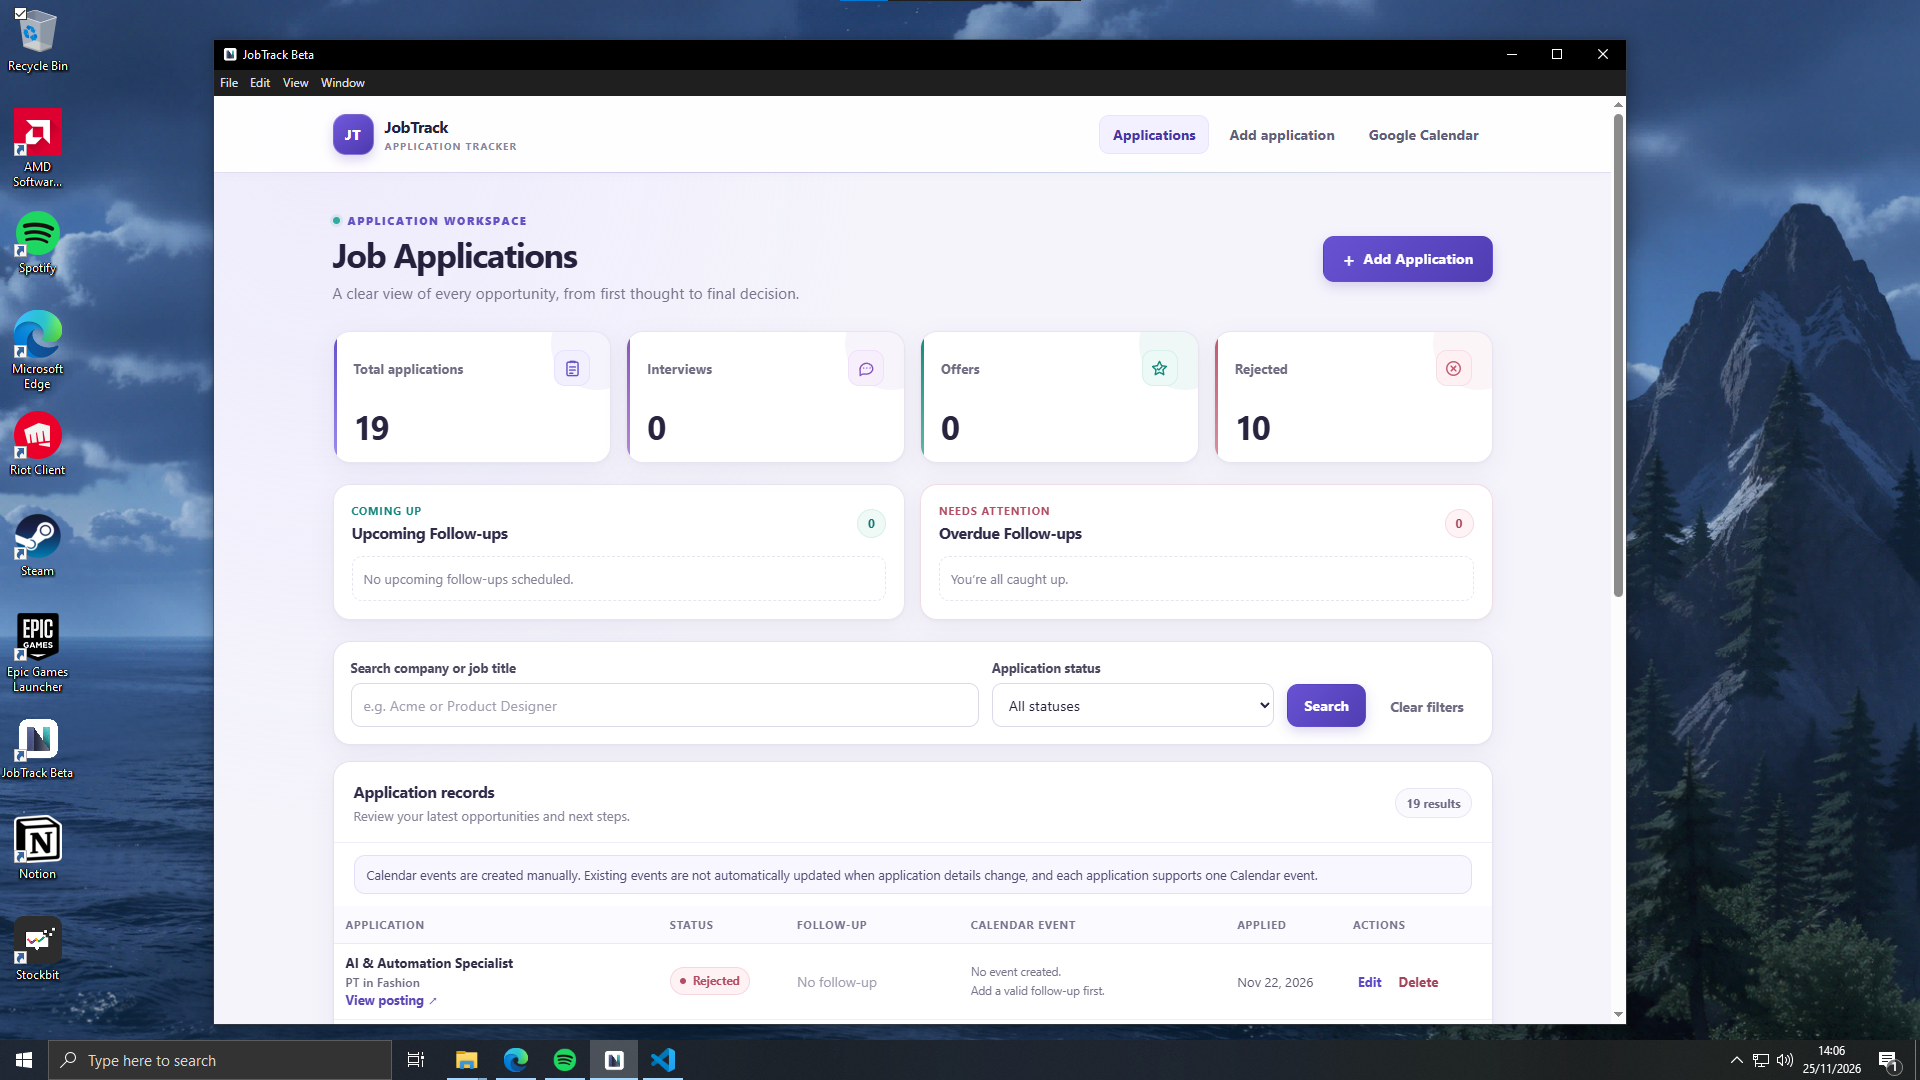 Recycle Bin
AMD
Softwar...
Spotify
Microsoft
Edge
Riot Client
Steam
EPIC
GAMES
Epic Games
Launcher
JobTrack Beta
Notion
Stockbit
JobTrack Beta
File Edit View Window
JT
JobTrack
APPLICATION TRACKER
Applications
Add application
Google Calendar
APPLICATION WORKSPACE
Job Applications
A clear view of every opportunity, from first thought to final decision.
+ Add Application
Total applications
19
Interviews
0
Offers
0
Rejected
10
COMING UP
Upcoming Follow-ups
0
No upcoming follow-ups scheduled.
NEEDS ATTENTION
Overdue Follow-ups
0
You're all caught up.
Search company or job title
e.g. Acme or Product Designer
Application status
All statuses
Search
Clear filters
Application records
Review your latest opportunities and next steps.
19 results
Calendar events are created manually. Existing events are not automatically updated when application details change, and each application supports one Calendar event.
APPLICATION STATUS FOLLOW-UP CALENDAR EVENT APPLIED ACTIONS
AI & Automation Specialist
PT in Fashion
View posting ↗
Rejected
No follow-up
No event created.
Add a valid follow-up first.
Nov 22, 2026
Edit Delete
Type here to search
14:06
25/11/2026
1